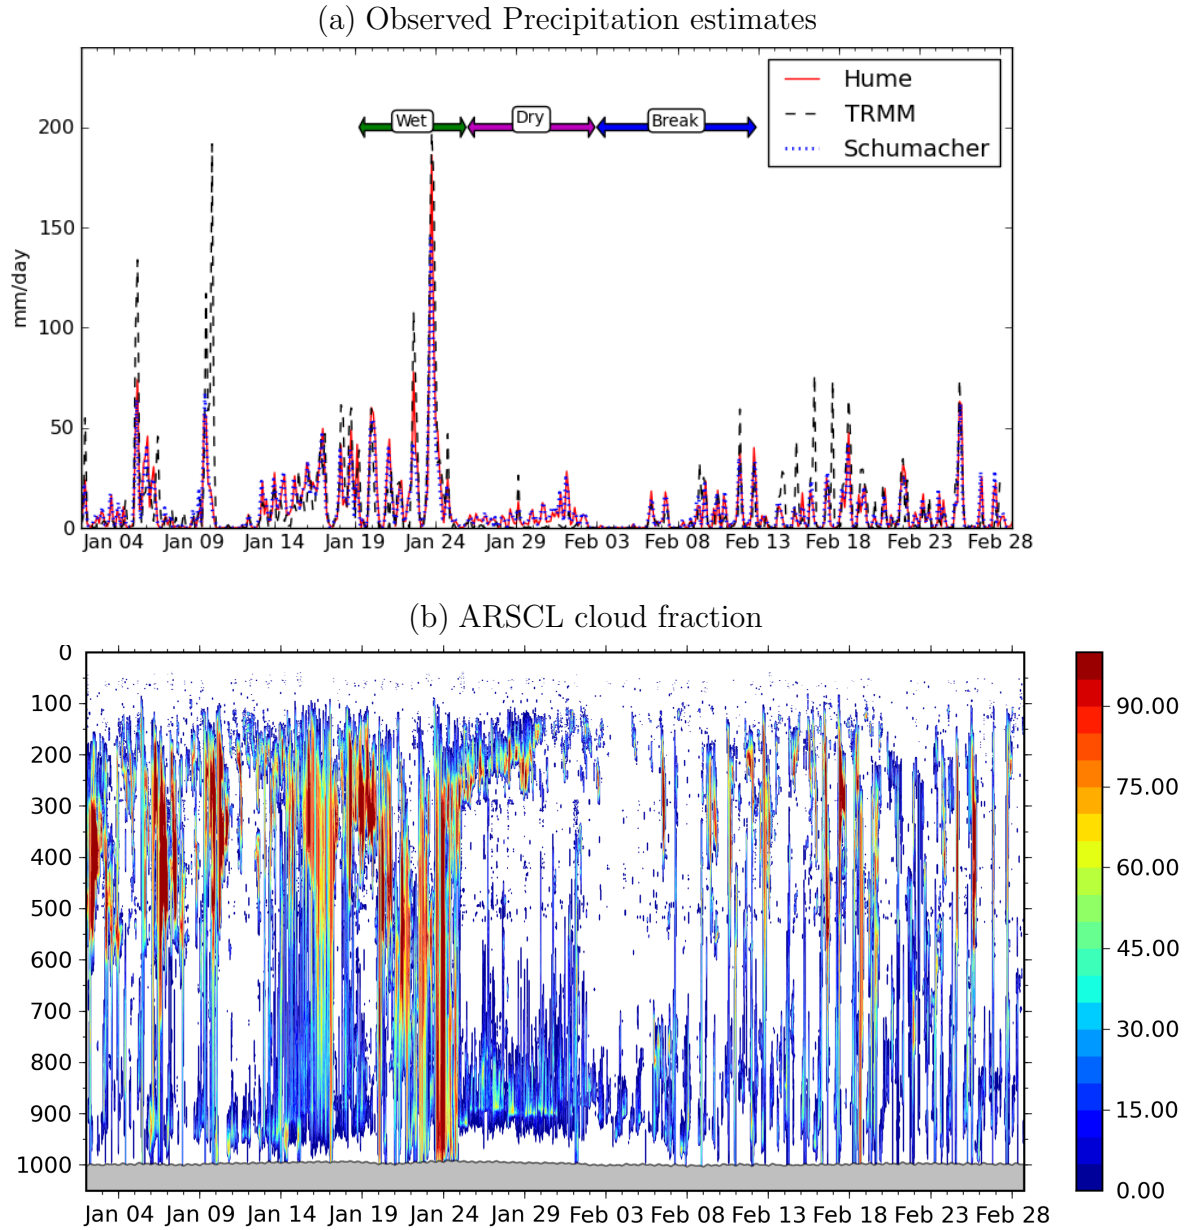 (a) Observed Precipitation estimates
Hume
TRMM
Schumacher
Wet
Dry
Break
mm/day
200
150
100
50
0
Jan 04 Jan 09 Jan 14 Jan 19 Jan 24 Jan 29 Feb 03 Feb 08 Feb 13 Feb 18 Feb 23 Feb 28
(b) ARSCL cloud fraction
0
100
200
300
400
500
600
700
800
900
1000
Jan 04 Jan 09 Jan 14 Jan 19 Jan 24 Jan 29 Feb 03 Feb 08 Feb 13 Feb 18 Feb 23 Feb 28
90.00
75.00
60.00
45.00
30.00
15.00
0.00